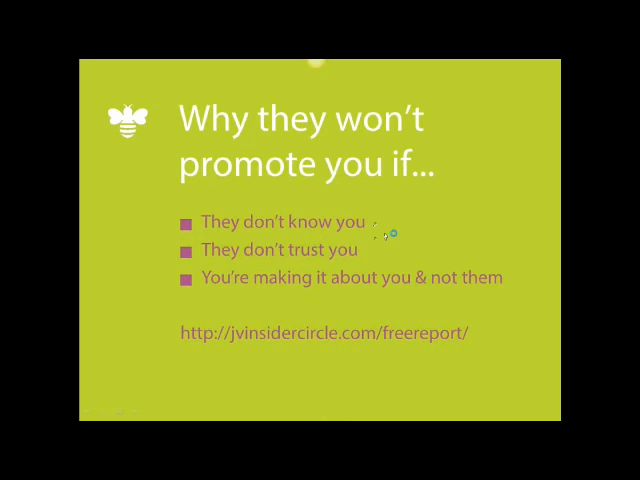 Why they won't
promote you if...
They don't know you
They don't trust you
You're making it about you & not them
http://jvinsidercircle.com/freereport/